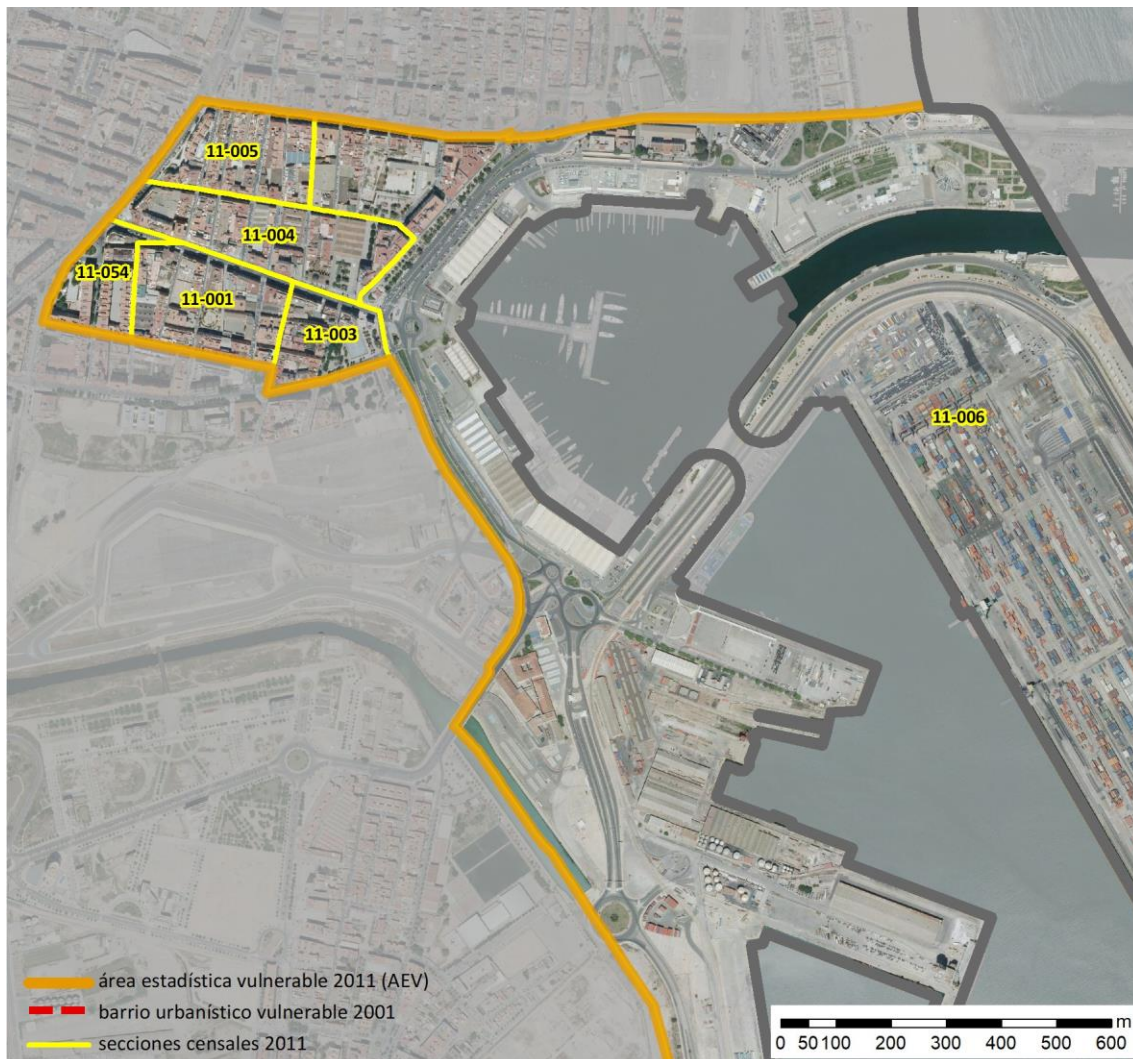 11-005
11-004
11-054
11-001
11-003
11-006
área estadística vulnerable 2011 (AEV)
barrio urbanístico vulnerable 2001
secciones censales 2011
m
0 50 100 200 300 400 500 600